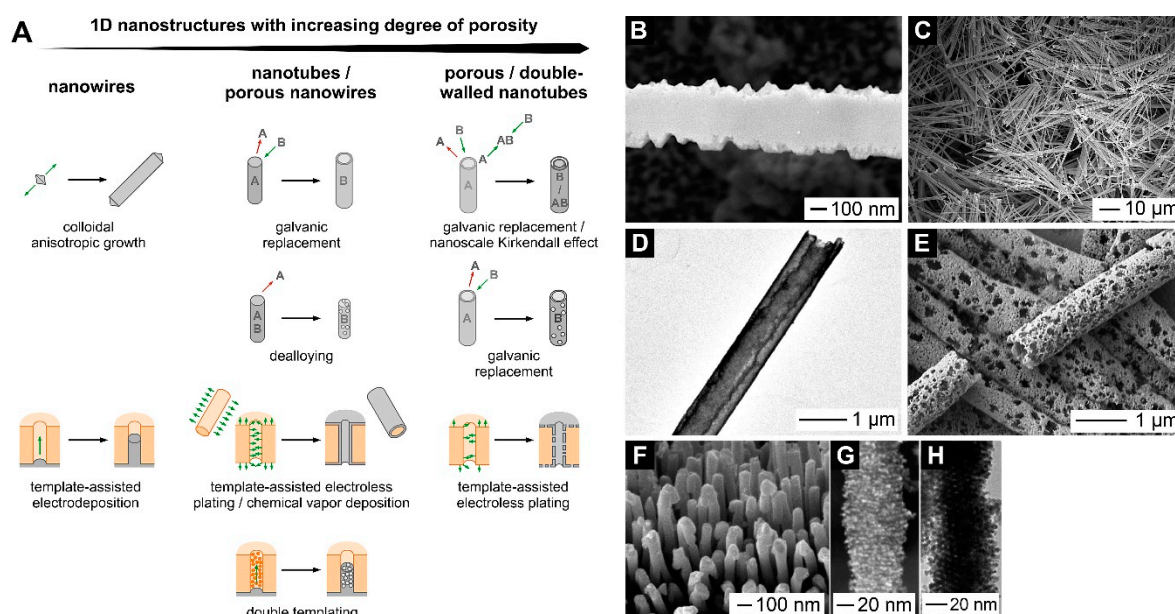 A
1D nanostructures with increasing degree of porosity
nanowires
nanotubes /
porous nanowires
porous / double-
walled nanotubes
A
B
A
B
A
B
A
AB
B
A
B
/
AB
colloidal
anisotropic growth
galvanic
replacement
galvanic replacement /
nanoscale Kirkendall effect
A
A
B
B
A
B
A
B
dealloying
galvanic
replacement
template-assisted
electrodeposition
template-assisted electroless
plating / chemical vapor deposition
template-assisted
electroless plating
double templating
B
100 nm
C
10 µm
D
1 µm
E
1 µm
F
100 nm
G
20 nm
H
20 nm